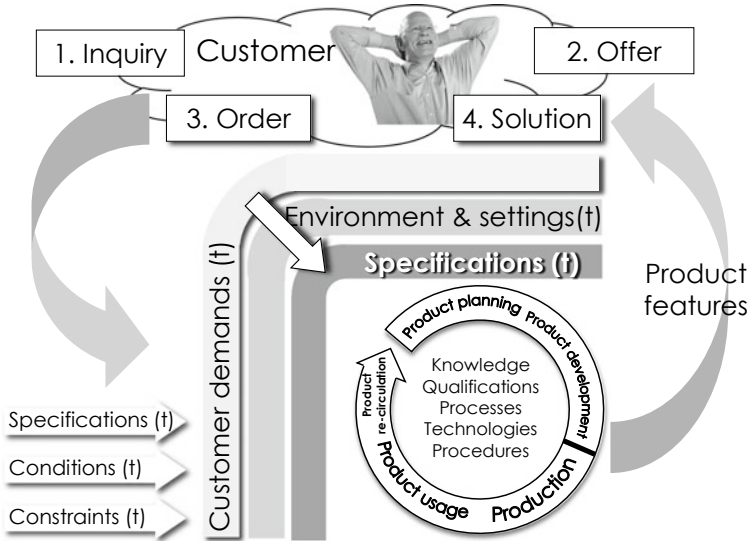 1. Inquiry
Customer
2. Offer
3. Order
4. Solution
Environment & settings(t)
Specifications (t)
Customer demands (t)
Product
features
Product planning
Product development
Production
Product usage
Product
re-circulation
Knowledge
Qualifications
Processes
Technologies
Procedures
Specifications (t)
Conditions (t)
Constraints (t)